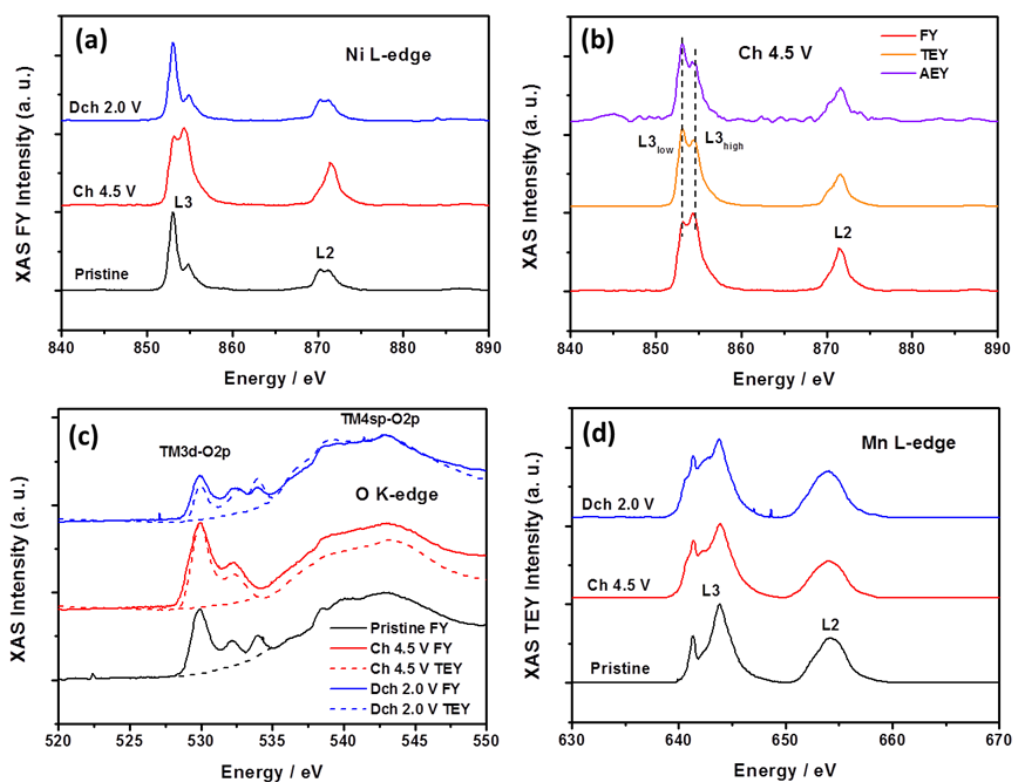 (a)
Ni L-edge
Dch 2.0 V
Ch 4.5 V
L3
L2
Pristine
XAS FY Intensity (a. u.)
840 850 860 870 880 890
Energy / eV
(b)
Ch 4.5 V
FY
TEY
AEY
L3low
L3high
L2
XAS Intensity (a. u.)
840 850 860 870 880 890
Energy / eV
(c)
TM4sp-O2p
TM3d-O2p
O K-edge
Pristine FY
Ch 4.5 V FY
Ch 4.5 V TEY
Dch 2.0 V FY
Dch 2.0 V TEY
XAS Intensity (a. u.)
520 525 530 535 540 545 550
Energy / eV
(d)
Mn L-edge
Dch 2.0 V
Ch 4.5 V
L3
L2
Pristine
XAS TEY Intensity (a. u.)
630 640 650 660 670
Energy / eV